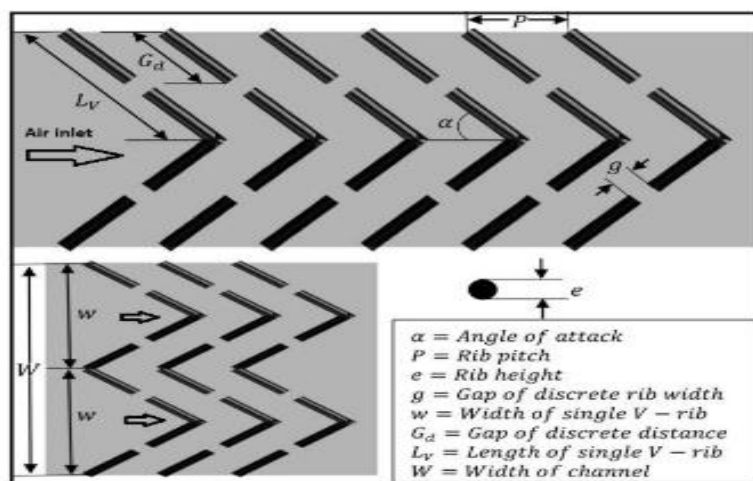 P
G_d
L_V
Air inlet
α
g
w
W
w
e
α = Angle of attack
P = Rib pitch
e = Rib height
g = Gap of discrete rib width
w = Width of single V − rib
G_d = Gap of discrete distance
L_V = Length of single V − rib
W = Width of channel